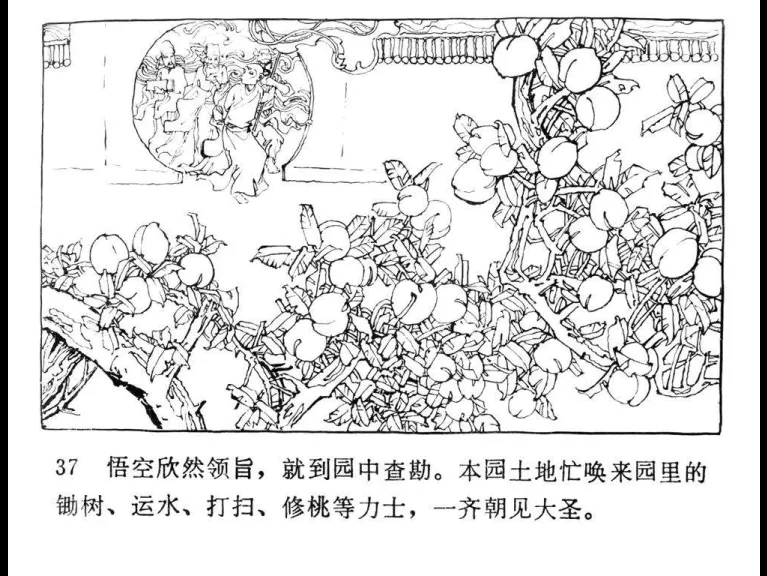 37 悟空欣然领旨，就到园中查勘。本园土地忙唤来园里的
锄树、运水、打扫、修桃等力士，一齐朝见大圣。